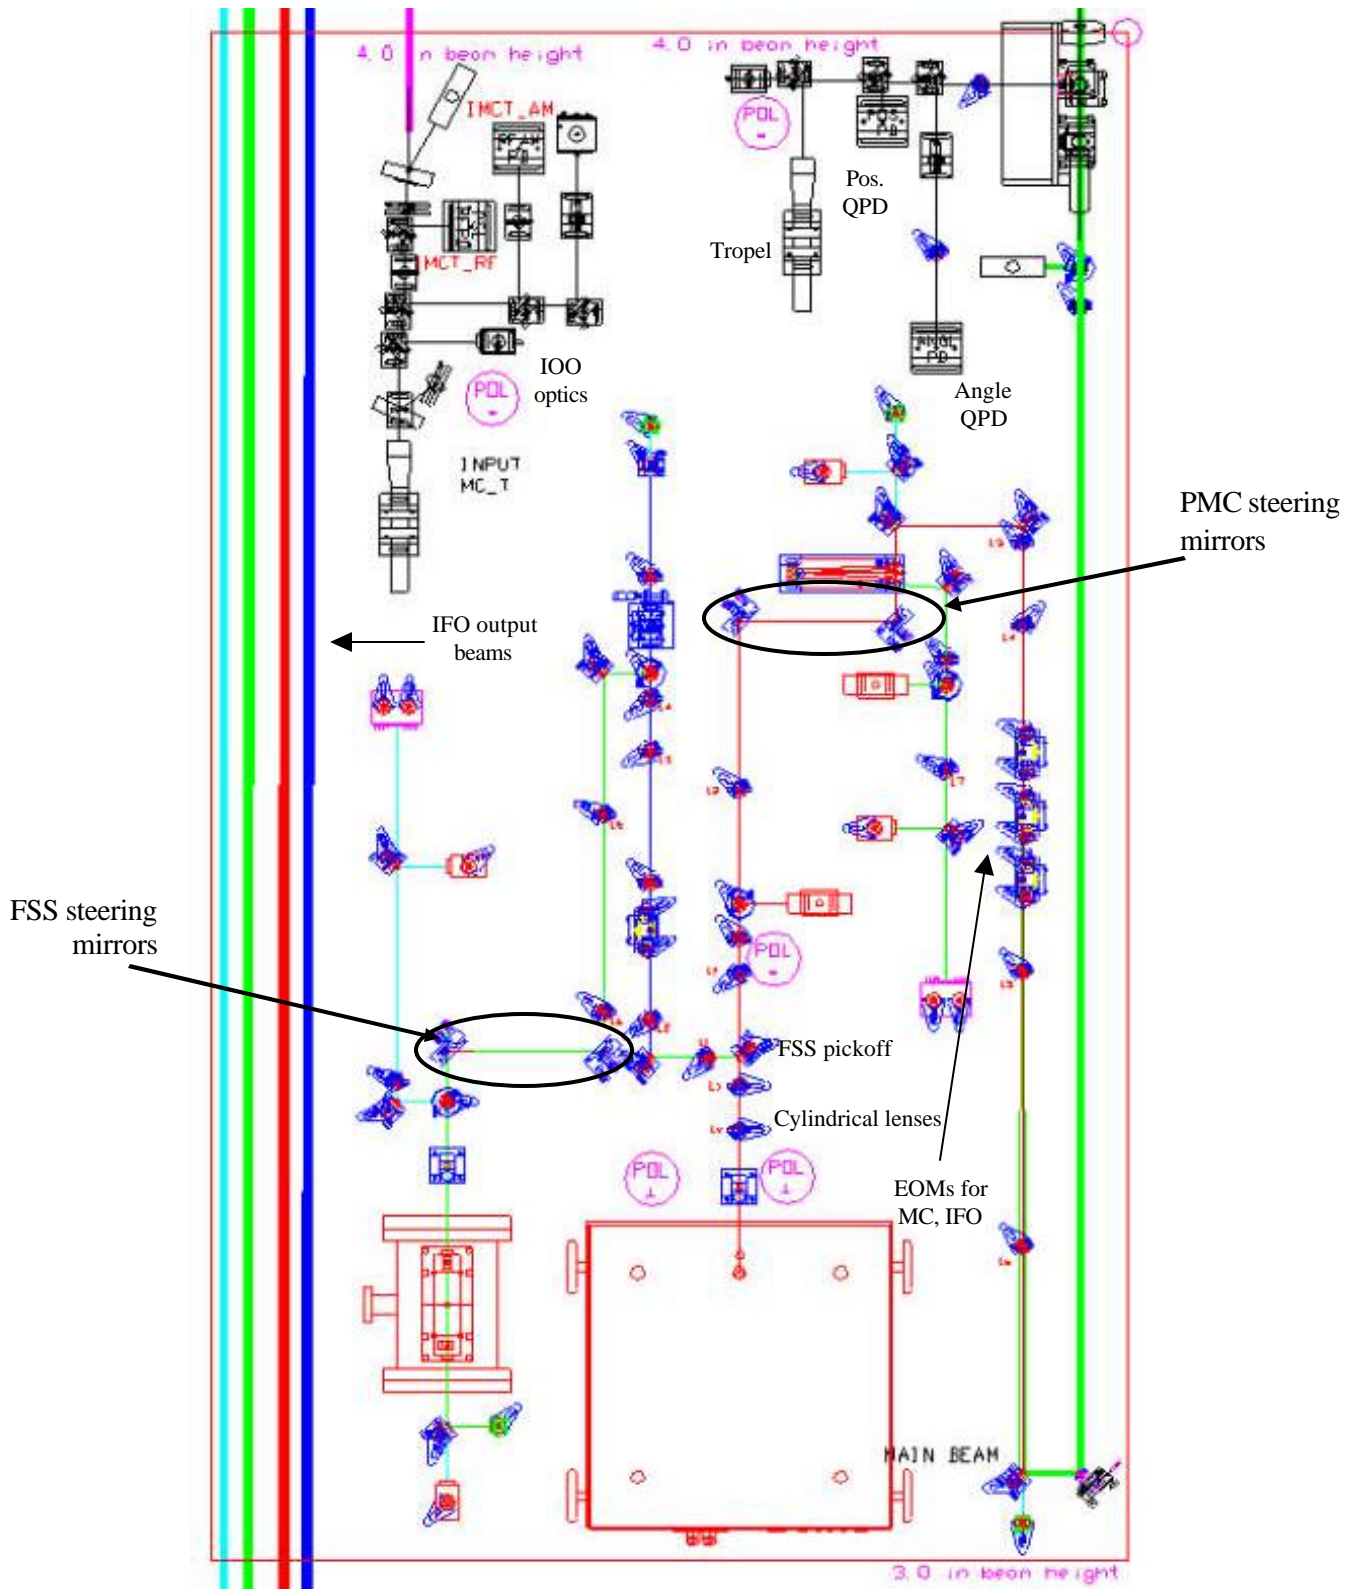 4.0 in beam height
4.0 in beam height
IMCT_AM
POL
Pos.
QPD
Tropel
MCT_RF
ANGL
PD
IOO
optics
POL
Angle
QPD
INPUT
MC_T
PMC steering
mirrors
IFO output
beams
FSS steering
mirrors
POL
FSS pickoff
Cylindrical lenses
POL
POL
EOMs for
MC, IFO
MAIN BEAM
3.0 in beam height